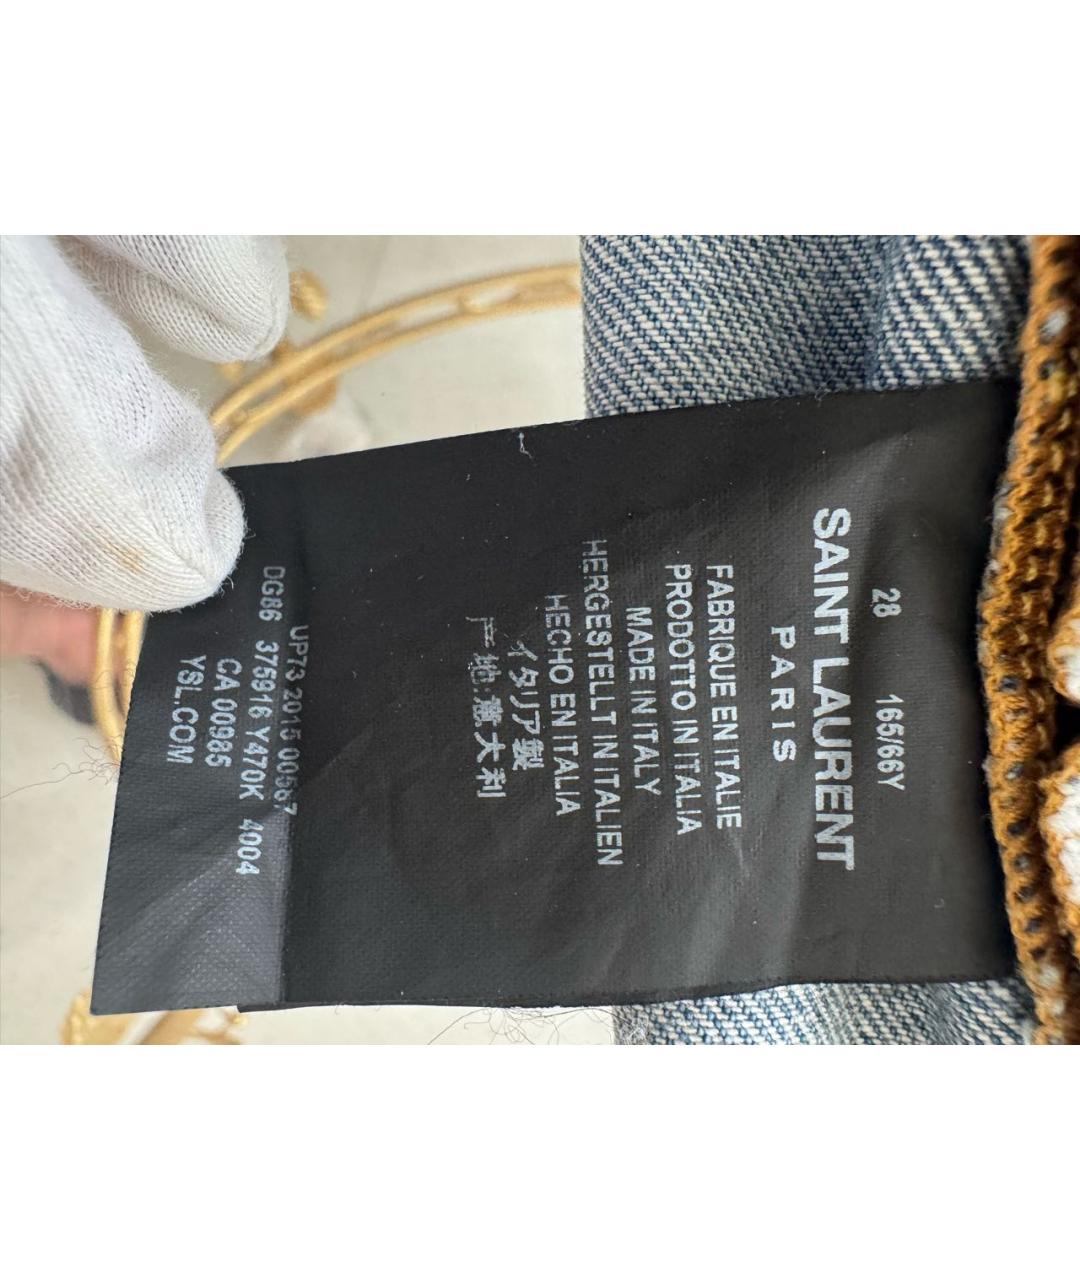 28 165/66Y
SAINT LAURENT
PARIS
FABRIQUE EN ITALIE
PRODOTTO IN ITALIA
MADE IN ITALY
HERGESTELLT IN ITALIEN
HECHO EN ITALIA
イタリア製
产地:意大利
UP73 2015 00567
DG86 375916 Y470K 4004
CA 00985
YSL.COM